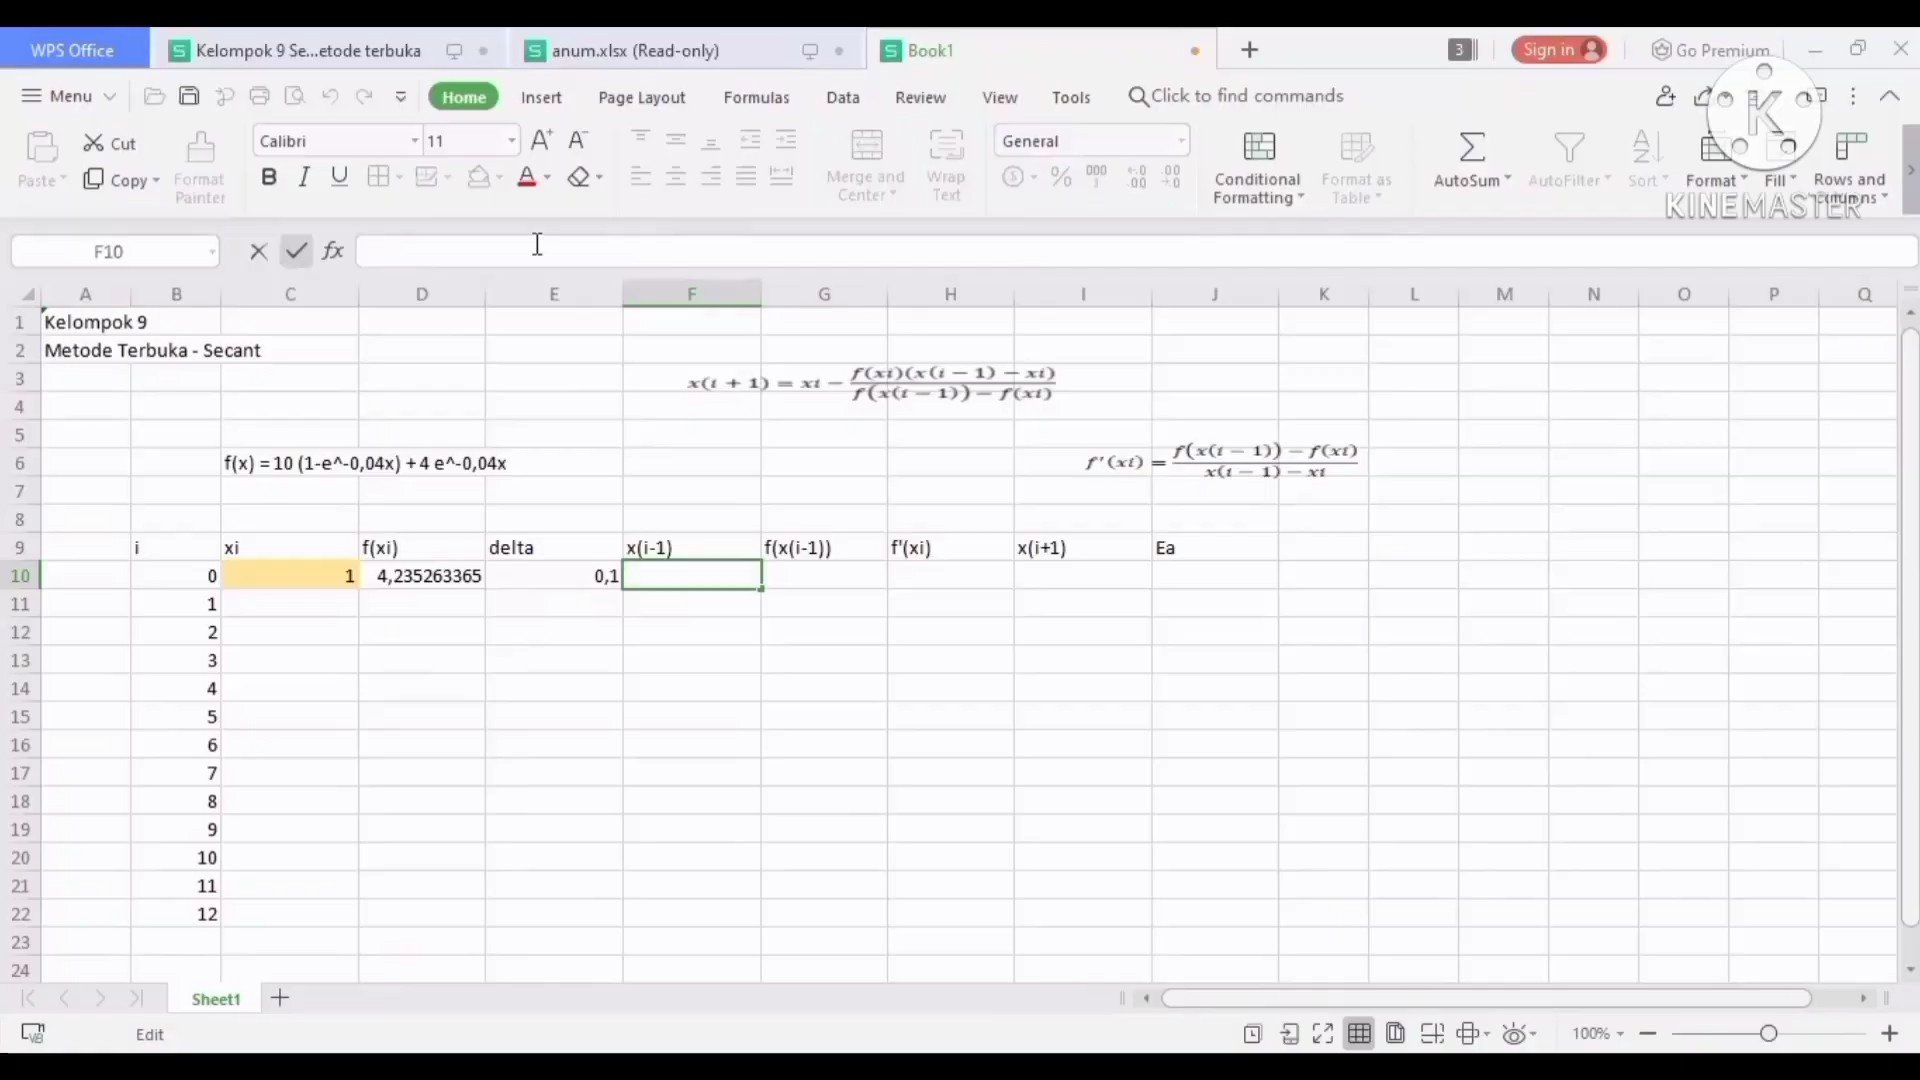 WPS Office Kelompok 9 Se...etode terbuka anum.xlsx (Read-only) Book1 3 Sign in Go Premium
Menu Home Insert Page Layout Formulas Data Review View Tools Click to find commands
K
Paste Cut Copy Format Painter Calibri 11 Merge and Center Wrap Text General Conditional Formatting Format as Table AutoSum AutoFilter Sort Format Fill Rows and Columns
KINEMASTER
F10 fx
A B C D E F G H I J K L M N O P Q
1 Kelompok 9
2 Metode Terbuka - Secant
3 x(i + 1) = xi − f(xi)(x(i − 1) − xi)
4 f(x(i − 1)) − f(xi)
5
6 f(x) = 10 (1-e^-0,04x) + 4 e^-0,04x f'(xi) = f(x(i − 1)) − f(xi)
x(i − 1) − xi
7
8
9 i xi f(xi) delta x(i-1) f(x(i-1)) f'(xi) x(i+1) Ea
10 0 1 4,235263365 0,1
11 1
12 2
13 3
14 4
15 5
16 6
17 7
18 8
19 9
20 10
21 11
22 12
23
24
Sheet1
Edit 100%